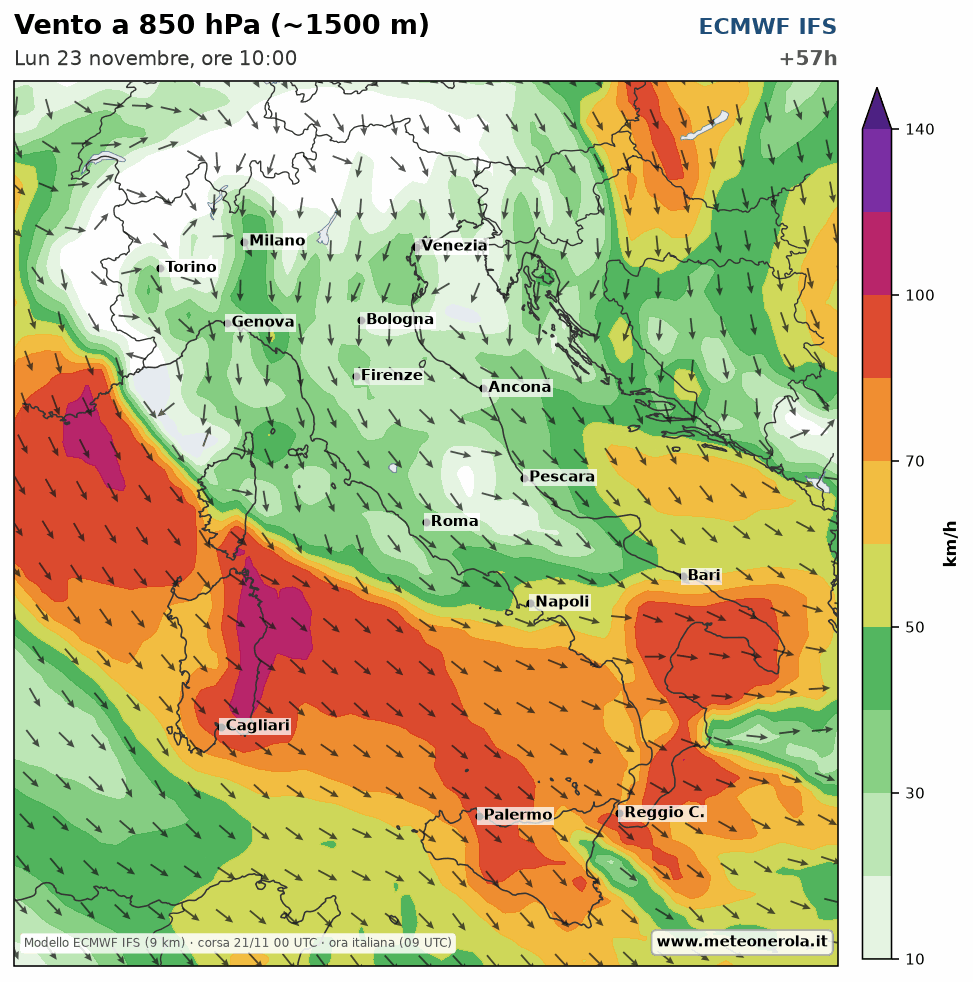 Vento a 850 hPa (~1500 m)
ECMWF IFS
Lun 23 novembre, ore 10:00
+57h
Milano
Venezia
Torino
Genova
Bologna
Firenze
Ancona
Pescara
Roma
Bari
Napoli
Cagliari
Palermo
Reggio C.
140
100
70
50
30
10
km/h
Modello ECMWF IFS (9 km) · corsa 21/11 00 UTC · ora italiana (09 UTC)
www.meteonerola.it